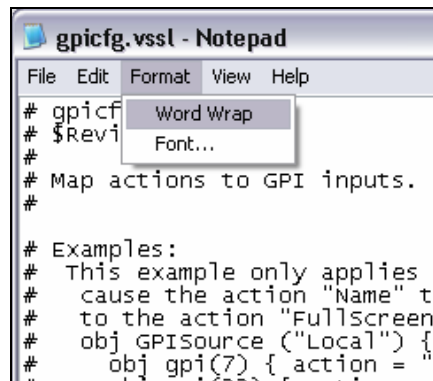 gpicfg.vssl - Notepad
File Edit Format View Help
# gpicf
Word Wrap
# $Revi
Font...
#
# Map actions to GPI inputs.
#
# Examples:
# This example only applies
# cause the action "Name" t
# to the action "FullScreen
# obj GPISource ("Local") {
# obj gpi(7) { action = "